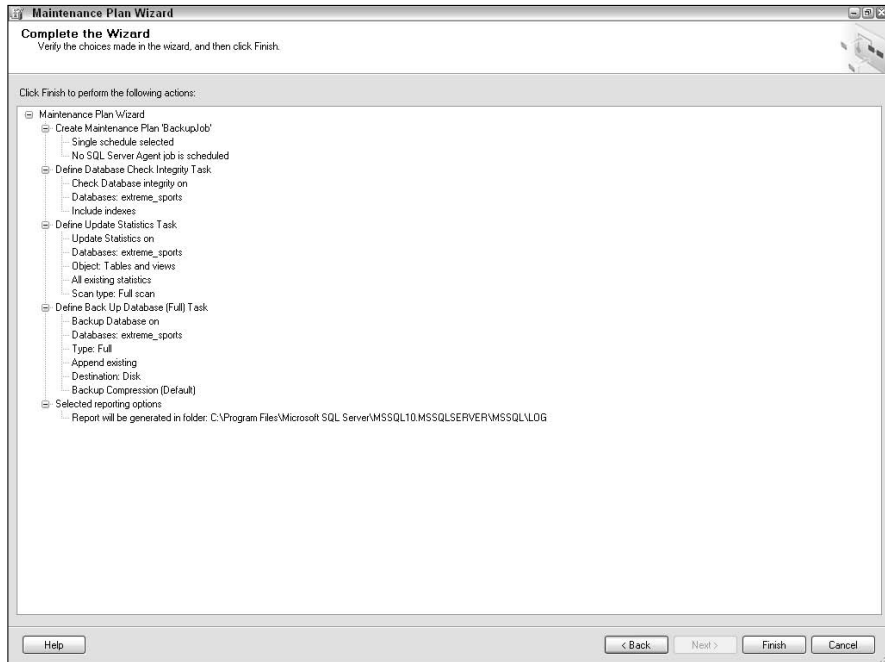 Maintenance Plan Wizard
Complete the Wizard
Verify the choices made in the wizard, and then click Finish.
Click Finish to perform the following actions:
Maintenance Plan Wizard
Create Maintenance Plan 'BackupJob'
Single schedule selected
No SQL Server Agent job is scheduled
Define Database Check Integrity Task
Check Database integrity on
Databases: extreme_sports
Include indexes
Define Update Statistics Task
Update Statistics on
Databases: extreme_sports
Object: Tables and views
All existing statistics
Scan type: Full scan
Define Back Up Database (Full) Task
Backup Database on
Databases: extreme_sports
Type: Full
Append existing
Destination: Disk
Backup Compression (Default)
Selected reporting options
Report will be generated in folder: C:\Program Files\Microsoft SQL Server\MSSQL10.MSSQLSERVER\MSSQL\LOG
Help < Back Next > Finish Cancel